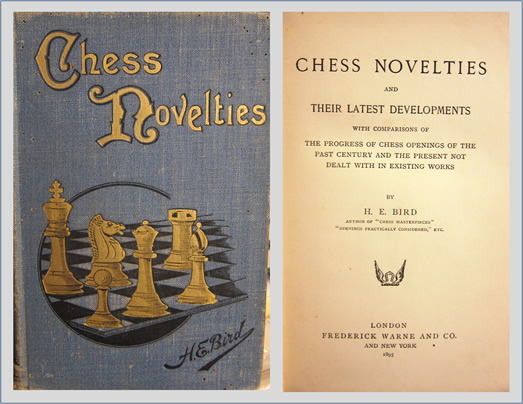 Chess
Novelties
H.E.Bird
CHESS NOVELTIES
AND
THEIR LATEST DEVELOPMENTS
WITH COMPARISONS OF
THE PROGRESS OF CHESS OPENINGS OF THE
PAST CENTURY AND THE PRESENT NOT
DEALT WITH IN EXISTING WORKS
BY
H. E. BIRD
AUTHOR OF "CHESS MASTERPIECES"
"OPENINGS PRACTICALLY CONSIDERED," ETC.
LONDON
FREDERICK WARNE AND CO.
AND NEW YORK
1895